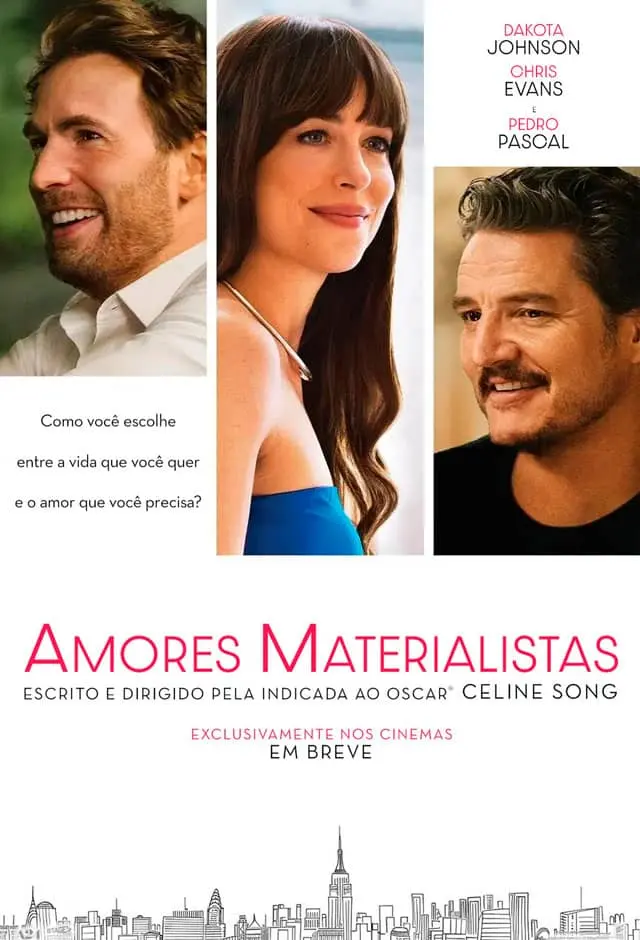 DAKOTA
JOHNSON
CHRIS
EVANS
E
PEDRO
PASCAL
Como você escolhe
entre a vida que você quer
e o amor que você precisa?
AMORES MATERIALISTAS
ESCRITO E DIRIGIDO PELA INDICADA AO OSCAR® CELINE SONG
EXCLUSIVAMENTE NOS CINEMAS
EM BREVE